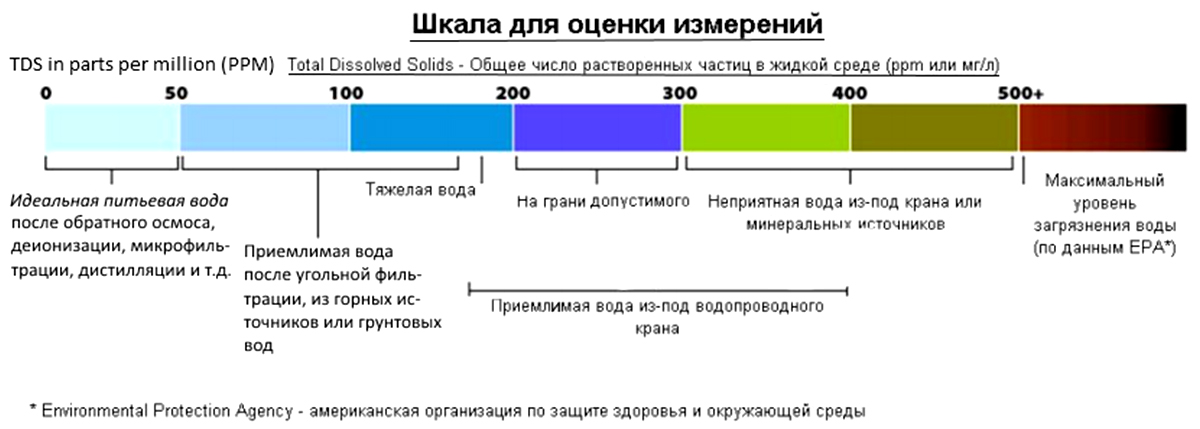 Шкала для оценки измерений
TDS in parts per million (PPM) Total Dissolved Solids - Общее число растворенных частиц в жидкой среде (ppm или мг/л)
0 50 100 200 300 400 500+
Идеальная питьевая вода
после обратного осмоса,
деионизации, микрофиль-
трации, дистилляции и т.д.
Приемлимая вода
после угольной филь-
трации, из горных ис-
точников или грунтовых
вод
Тяжелая вода
На грани допустимого
Неприятная вода из-под крана или
минеральных источников
Максимальный
уровень
загрязнения воды
(по данным EPA*)
Приемлимая вода из-под водопроводного
крана
* Environmental Protection Agency - американская организация по защите здоровья и окружающей среды